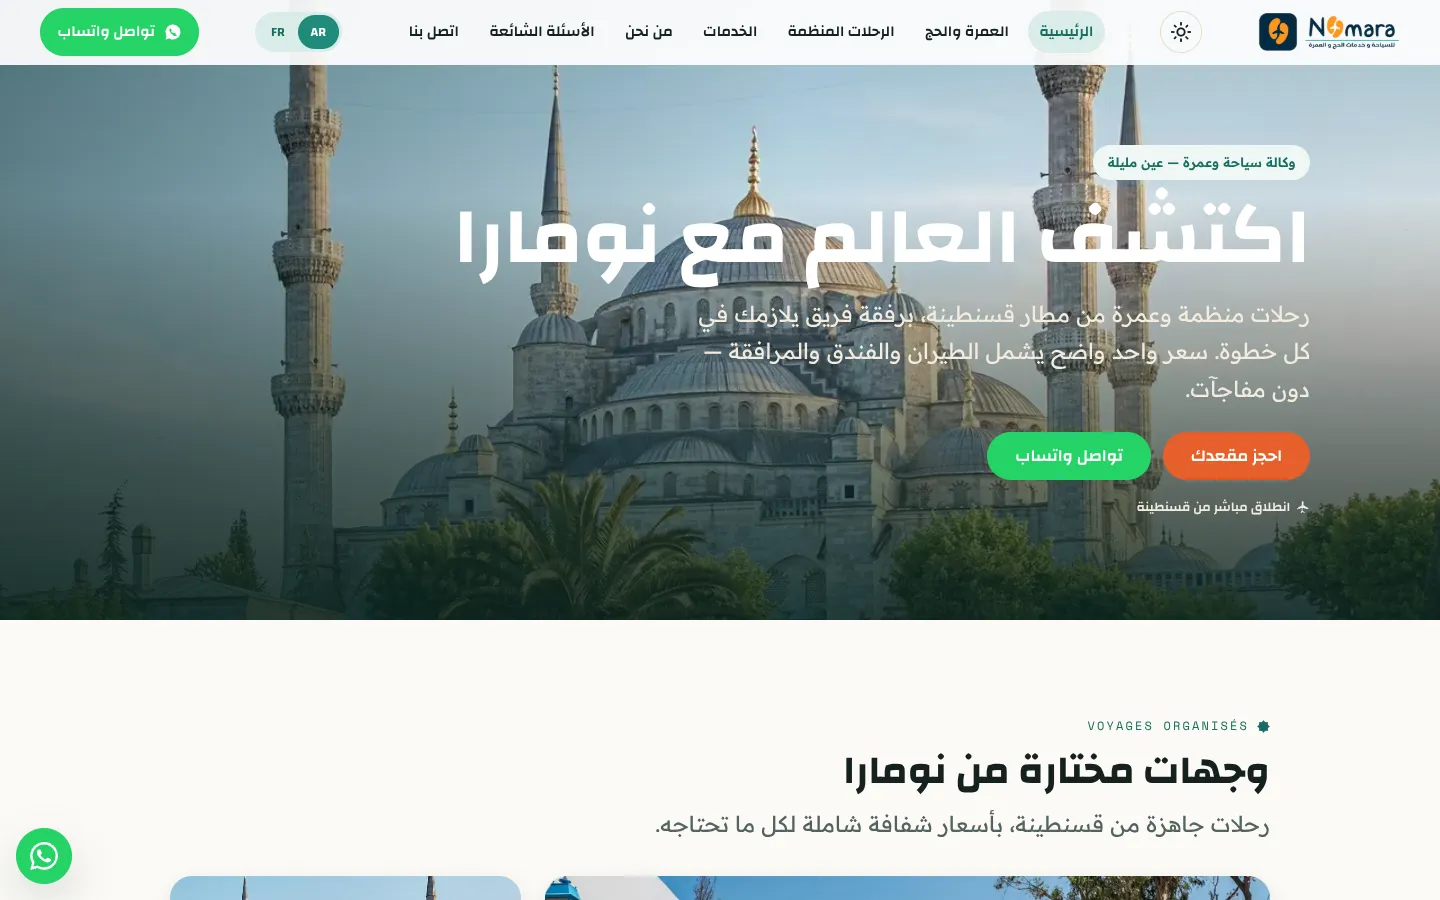 Nomara
للسياحة و خدمات الحج و العمرة
الرئيسية
العمرة والحج
الرحلات المنظمة
الخدمات
من نحن
الأسئلة الشائعة
اتصل بنا
AR
FR
تواصل واتساب
وكالة سياحة وعمرة — عين مليلة
اكتشف العالم مع نومارا
رحلات منظمة وعمرة من مطار قسنطينة، برفقة فريق يلازمك في
كل خطوة. سعر واحد واضح يشمل الطيران والفندق والمرافقة —
دون مفاجآت.
احجز مقعدك
تواصل واتساب
انطلاق مباشر من قسنطينة
VOYAGES ORGANISÉS
وجهات مختارة من نومارا
رحلات جاهزة من قسنطينة، بأسعار شفافة شاملة لكل ما تحتاجه.